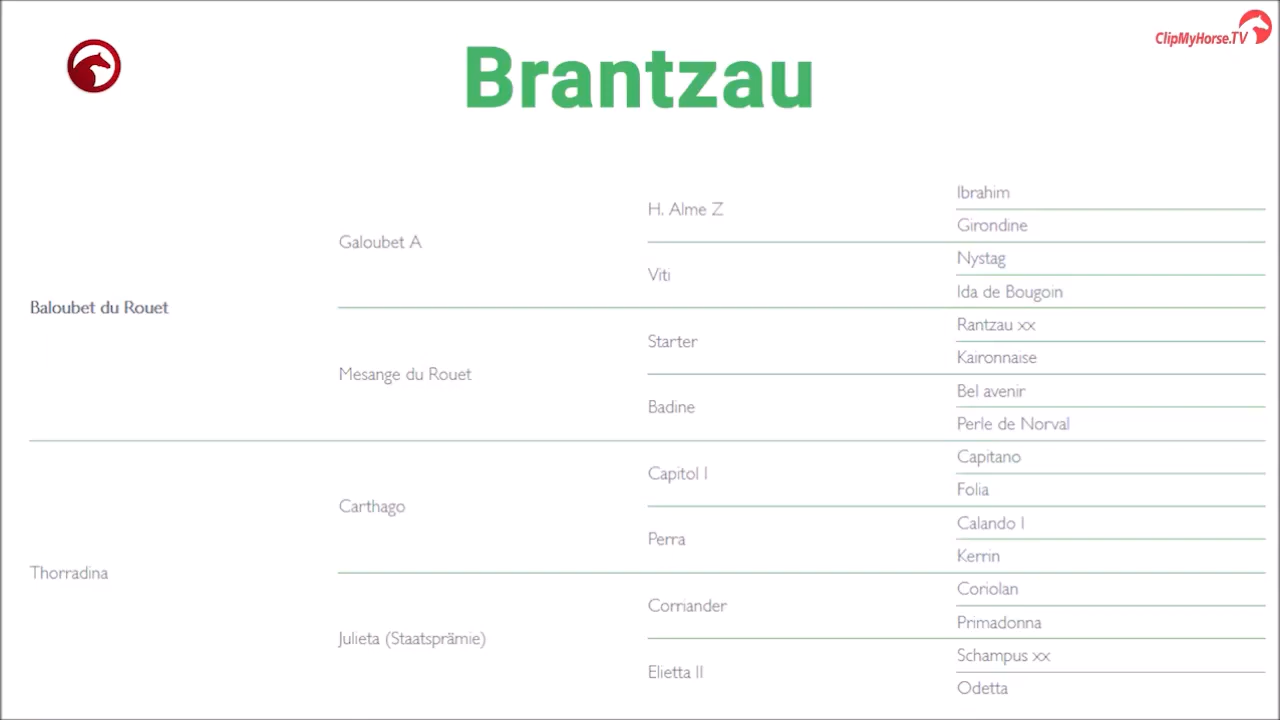 ClipMyHorse.TV
Brantzau
Ibrahim
H. Alme Z
Girondine
Galoubet A
Nystag
Viti
Ida de Bougoin
Baloubet du Rouet
Rantzau xx
Starter
Kaironnaise
Mesange du Rouet
Bel avenir
Badine
Perle de Norval
Capitano
Capitol I
Folia
Carthago
Calando I
Perra
Kerrin
Thorradina
Coriolan
Corriander
Primadonna
Julieta (Staatsprämie)
Schampus xx
Elietta II
Odetta